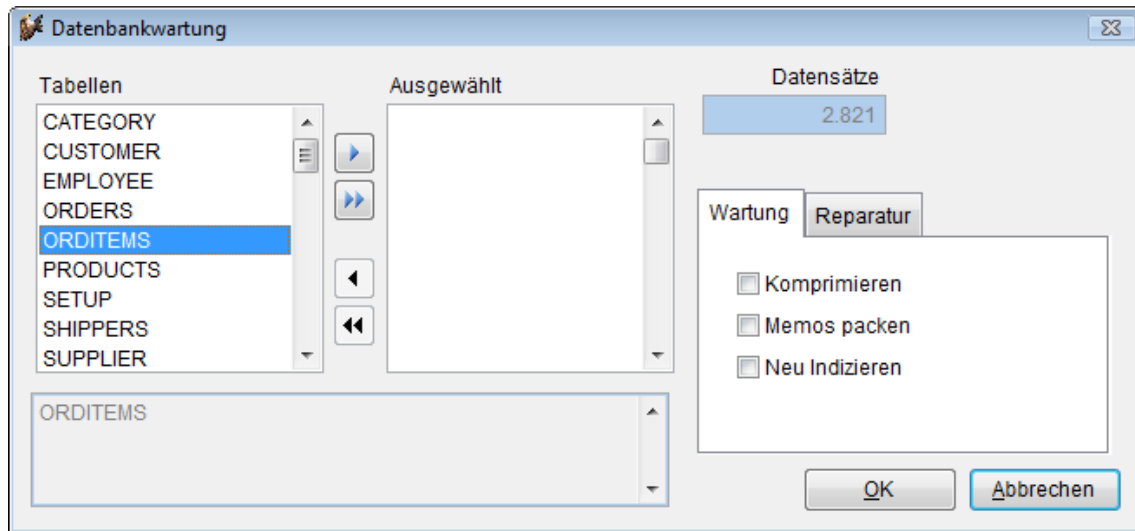 Datenbankwartung
Tabellen
CATEGORY
CUSTOMER
EMPLOYEE
ORDERS
ORDITEMS
PRODUCTS
SETUP
SHIPPERS
SUPPLIER
Ausgewählt
Datensätze
2.821
Wartung
Reparatur
Komprimieren
Memos packen
Neu Indizieren
ORDITEMS
OK
Abbrechen